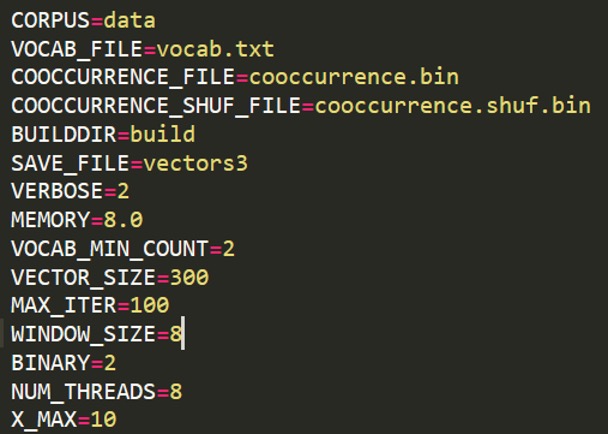 CORPUS=data
VOCAB_FILE=vocab.txt
COOCCURRENCE_FILE=cooccurrence.bin
COOCCURRENCE_SHUF_FILE=cooccurrence.shuf.bin
BUILDDIR=build
SAVE_FILE=vectors3
VERBOSE=2
MEMORY=8.0
VOCAB_MIN_COUNT=2
VECTOR_SIZE=300
MAX_ITER=100
WINDOW_SIZE=8
BINARY=2
NUM_THREADS=8
X_MAX=10